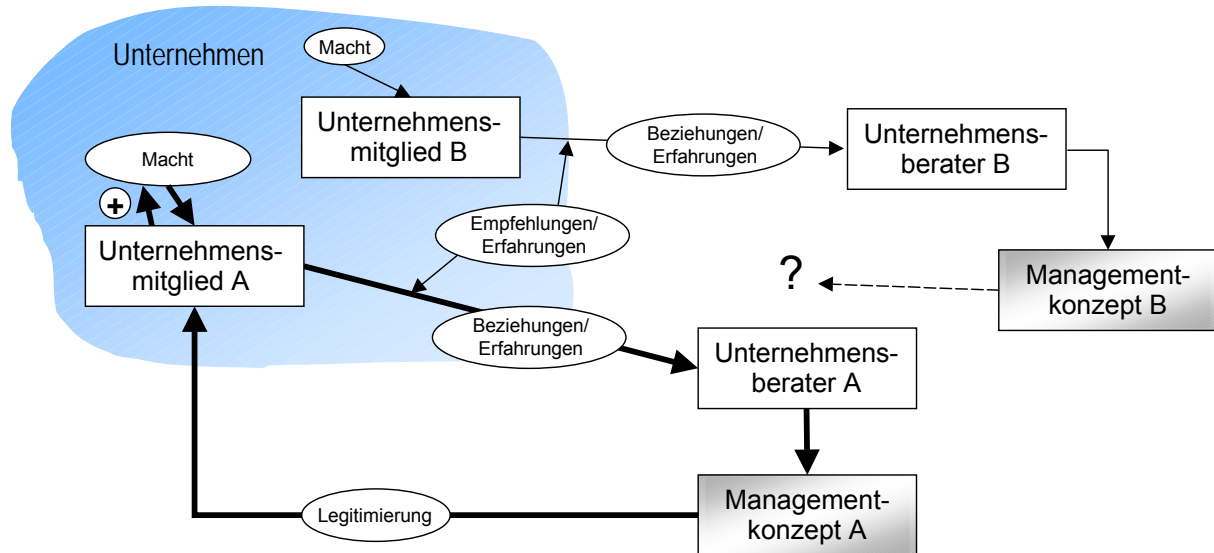 Unternehmen
Macht
Unternehmens-
mitglied B
Beziehungen/
Erfahrungen
Unternehmens-
berater B
Macht
+
Unternehmens-
mitglied A
Empfehlungen/
Erfahrungen
?
Management-
konzept B
Beziehungen/
Erfahrungen
Unternehmens-
berater A
Legitimierung
Management-
konzept A